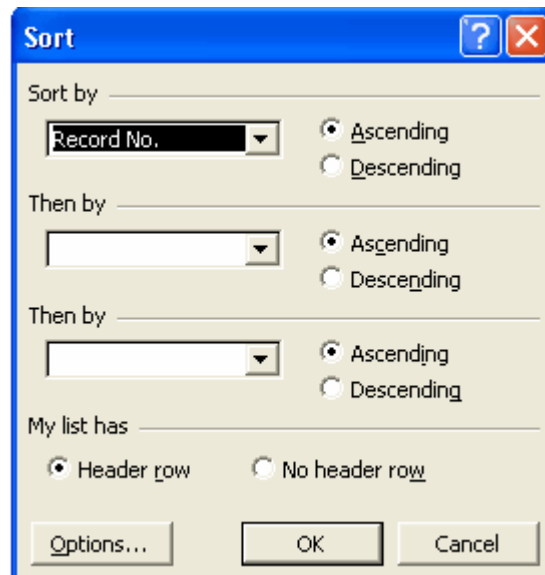 Sort ?
Sort by
Record No.
Ascending
Descending
Then by
Ascending
Descending
Then by
Ascending
Descending
My list has
Header row No header row
Options... OK Cancel